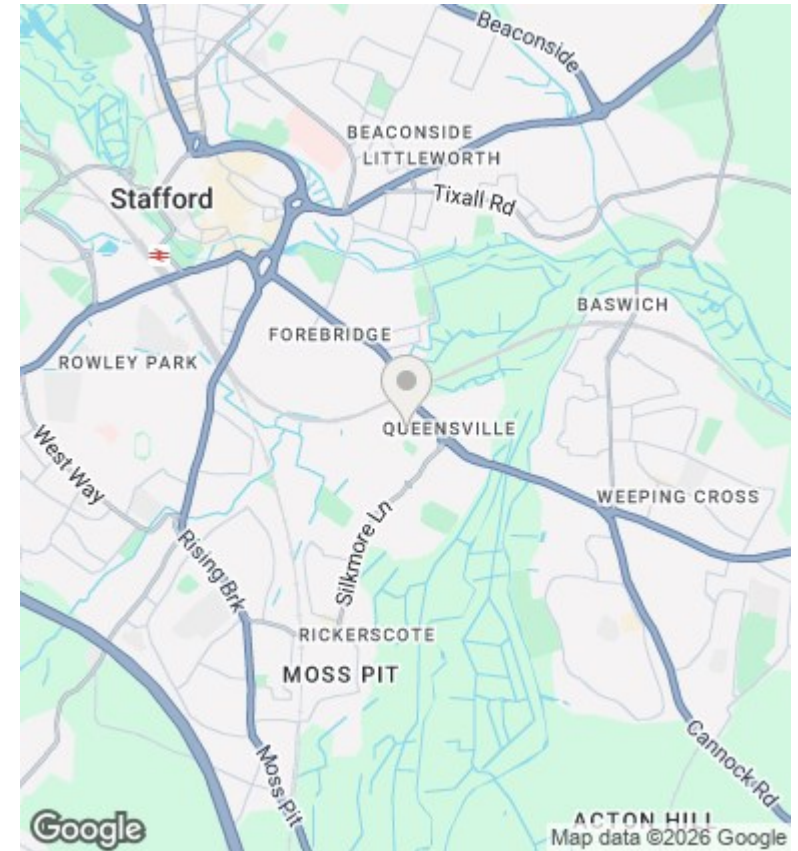 Beaconside
BEACONSIDE
LITTLEWORTH
Stafford
Tixall Rd
BASWICH
FOREBRIDGE
ROWLEY PARK
QUEENSVILLE
West Way
WEEPING CROSS
Silkmore Ln
Rising Brk
RICKERSCOTE
MOSS PIT
Cannock Rd
Moss Pit
ACTON HILL
Google
Map data ©2026 Google